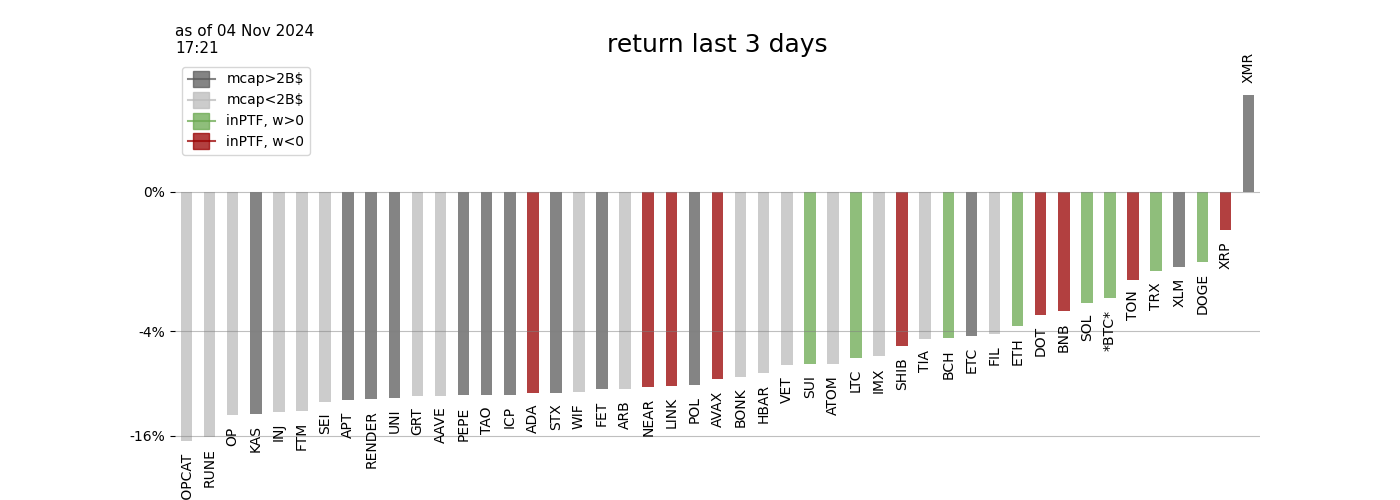 as of 04 Nov 2024
17:21
return last 3 days
mcap>2B$
mcap<2B$
inPTF, w>0
inPTF, w<0
0%
-4%
-16%
OPCAT
RUNE
OP
KAS
INJ
FTM
SEI
APT
RENDER
UNI
GRT
AAVE
PEPE
TAO
ICP
ADA
STX
WIF
FET
ARB
NEAR
LINK
POL
AVAX
BONK
HBAR
VET
SUI
ATOM
LTC
IMX
SHIB
TIA
BCH
ETC
FIL
ETH
DOT
BNB
SOL
*BTC*
TON
TRX
XLM
DOGE
XRP
XMR